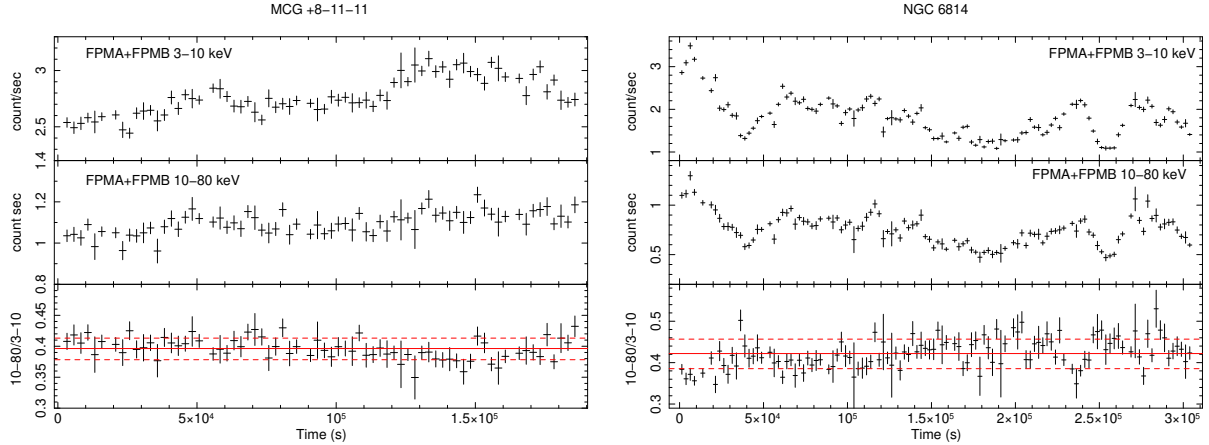 MCG +8−11−11
FPMA+FPMB 3−10 keV
count/sec
2.5
3
FPMA+FPMB 10−80 keV
count sec
0.8
1
1.2
1.4
10−80/3−10
0.3
0.35
0.4
0.45
0
5×10⁴
10⁵
1.5×10⁵
Time (s)
NGC 6814
FPMA+FPMB 3−10 keV
count/sec
1
2
3
FPMA+FPMB 10−80 keV
count sec
0.5
1
10−80/3−10
0.3
0.4
0.5
0
5×10⁴
10⁵
1.5×10⁵
2×10⁵
2.5×10⁵
3×10⁵
Time (s)